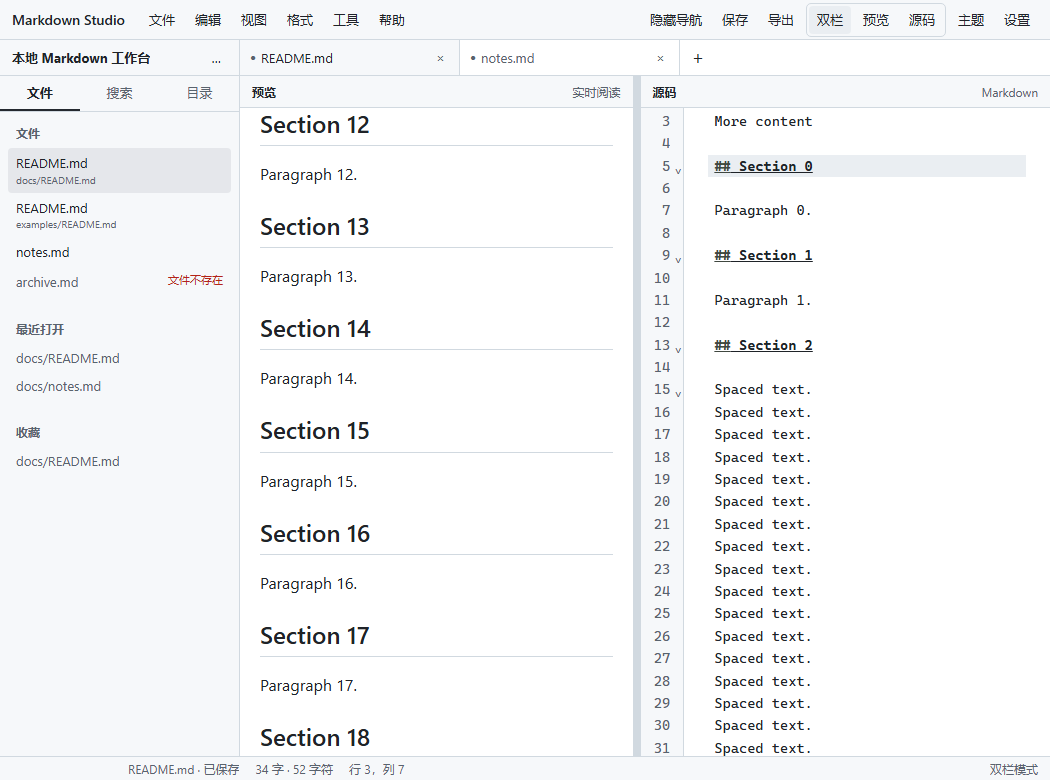 Markdown Studio 文件 编辑 视图 格式 工具 帮助 隐藏导航 保存 导出 双栏 预览 源码 主题 设置
本地 Markdown 工作台 ...
• README.md × • notes.md × +
文件 搜索 目录
文件
README.md
docs/README.md
README.md
examples/README.md
notes.md
archive.md 文件不存在
最近打开
docs/README.md
docs/notes.md
收藏
docs/README.md
预览 实时阅读
Section 12
Paragraph 12.
Section 13
Paragraph 13.
Section 14
Paragraph 14.
Section 15
Paragraph 15.
Section 16
Paragraph 16.
Section 17
Paragraph 17.
Section 18
源码 Markdown
3 More content
4
5 ## Section 0
6
7 Paragraph 0.
8
9 ## Section 1
10
11 Paragraph 1.
12
13 ## Section 2
14
15 Spaced text.
16 Spaced text.
17 Spaced text.
18 Spaced text.
19 Spaced text.
20 Spaced text.
21 Spaced text.
22 Spaced text.
23 Spaced text.
24 Spaced text.
25 Spaced text.
26 Spaced text.
27 Spaced text.
28 Spaced text.
29 Spaced text.
30 Spaced text.
31 Spaced text.
README.md · 已保存 34 字 · 52 字符 行 3，列 7 双栏模式